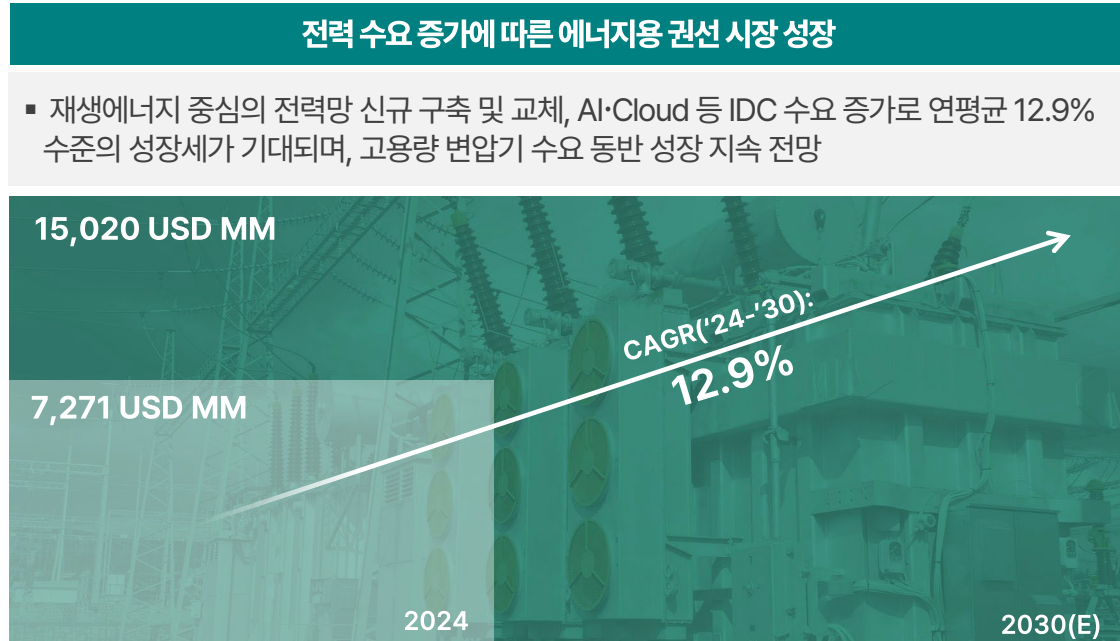 전력 수요 증가에 따른 에너지용 권선 시장 성장
▪ 재생에너지 중심의 전력망 신규 구축 및 교체, AI·Cloud 등 IDC 수요 증가로 연평균 12.9%
수준의 성장세가 기대되며, 고용량 변압기 수요 동반 성장 지속 전망
15,020 USD MM
CAGR('24-'30):
12.9%
7,271 USD MM
2024
2030(E)